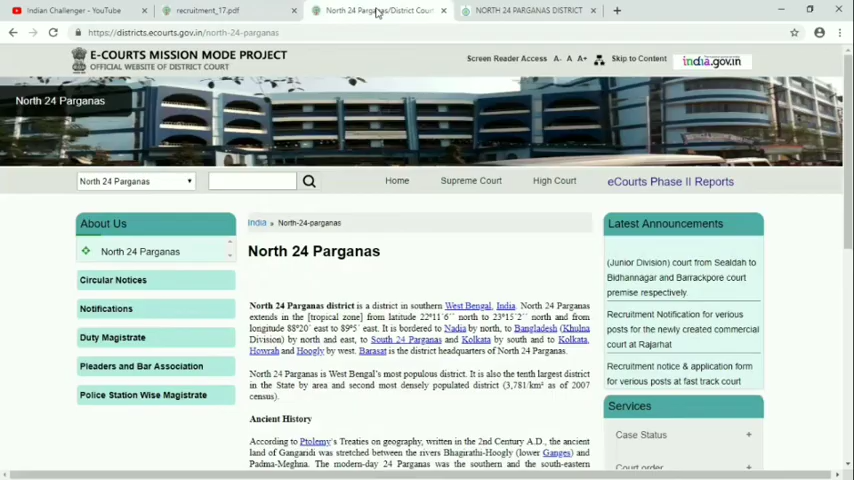 Indian Challenger - YouTube
recruitment_17.pdf
North 24 Parganas/District Cour
NORTH 24 PARGANAS DISTRICT
https://districts.ecourts.gov.in/north-24-parganas
E-COURTS MISSION MODE PROJECT
OFFICIAL WEBSITE OF DISTRICT COURT
Screen Reader Access A- A A+ Skip to Content
india.gov.in
North 24 Parganas
North 24 Parganas
Home Supreme Court High Court eCourts Phase II Reports
About Us
North 24 Parganas
Circular Notices
Notifications
Duty Magistrate
Pleaders and Bar Association
Police Station Wise Magistrate
India » North-24-parganas
North 24 Parganas
North 24 Parganas district is a district in southern West Bengal, India. North 24 Parganas
extends in the [tropical zone] from latitude 22°11´6´´ north to 23°15´2´´ north and from
longitude 88°20´ east to 89°5´ east. It is bordered to Nadia by north, to Bangladesh (Khulna
Division) by north and east, to South 24 Parganas and Kolkata by south and to Kolkata,
Howrah and Hoogly by west. Barasat is the district headquarters of North 24 Parganas.
North 24 Parganas is West Bengal's most populous district. It is also the tenth largest district
in the State by area and second most densely populated district (3,781/km² as of 2007
census).
Ancient History
According to Ptolemy's Treaties on geography, written in the 2nd Century A.D., the ancient
land of Gangaridi was stretched between the rivers Bhagirathi-Hoogly (lower Ganges) and
Padma-Meghna. The modern-day 24 Parganas was the southern and the south-eastern
Latest Announcements
(Junior Division) court from Sealdah to
Bidhannagar and Barrackpore court
premise respectively.
Recruitment Notification for various
posts for the newly created commercial
court at Rajarhat
Recruitment notice & application form
for various posts at fast track court
Services
Case Status +
Court order +